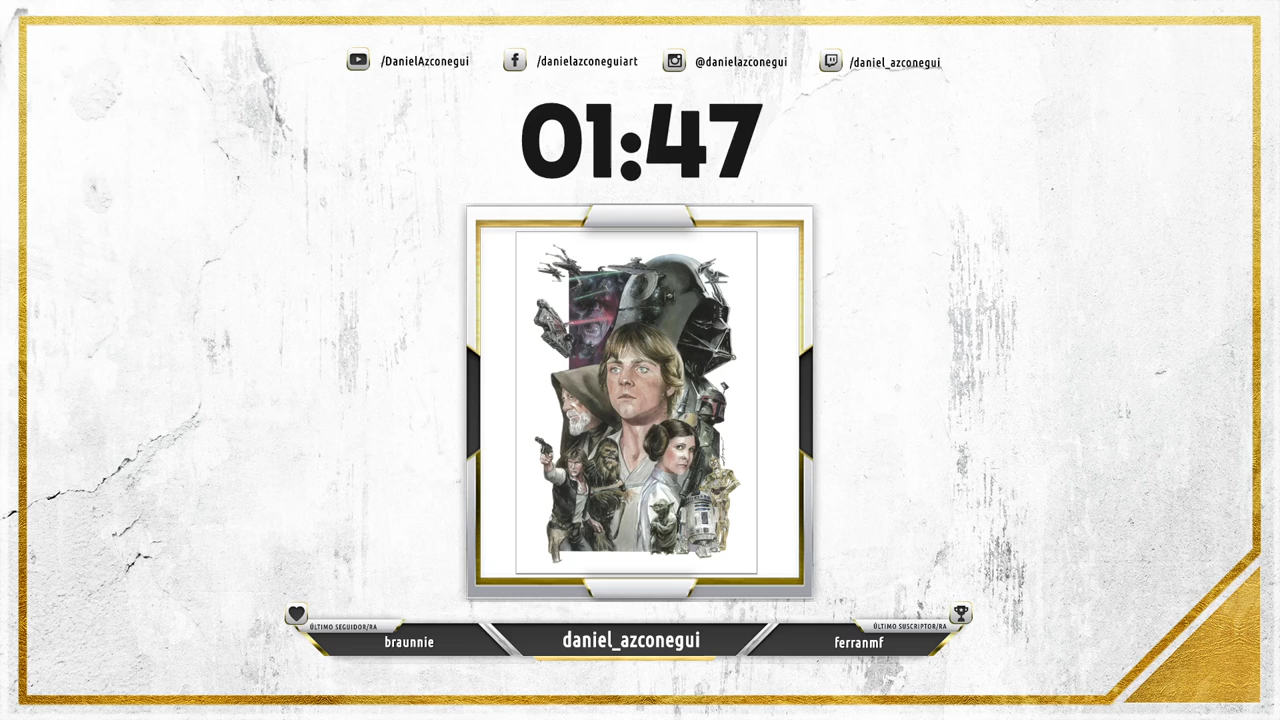 /DanielAzconegui /danielazconeguiart @danielazconegui /daniel_azconegui
01:47
ÚLTIMO SEGUIDOR/RA
ÚLTIMO SUSCRIPTOR/RA
braunnie daniel_azconegui ferranmf